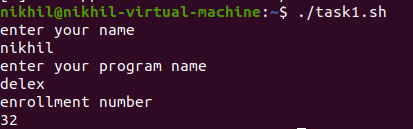 nikhil@nikhil-virtual-machine:~$ ./task1.sh
enter your name
nikhil
enter your program name
delex
enrollment number
32